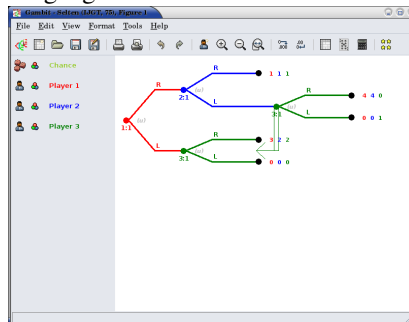 Gambit - Selten (IJGT, 75), Figure 1
File Edit View Format Tools Help
Chance
Player 1
Player 2
Player 3
R
1 1 1
2:1
L
R
R
4 4 0
3:1
L
0 0 1
1:1
R
3 2 2
L
3:1
L
0 0 0